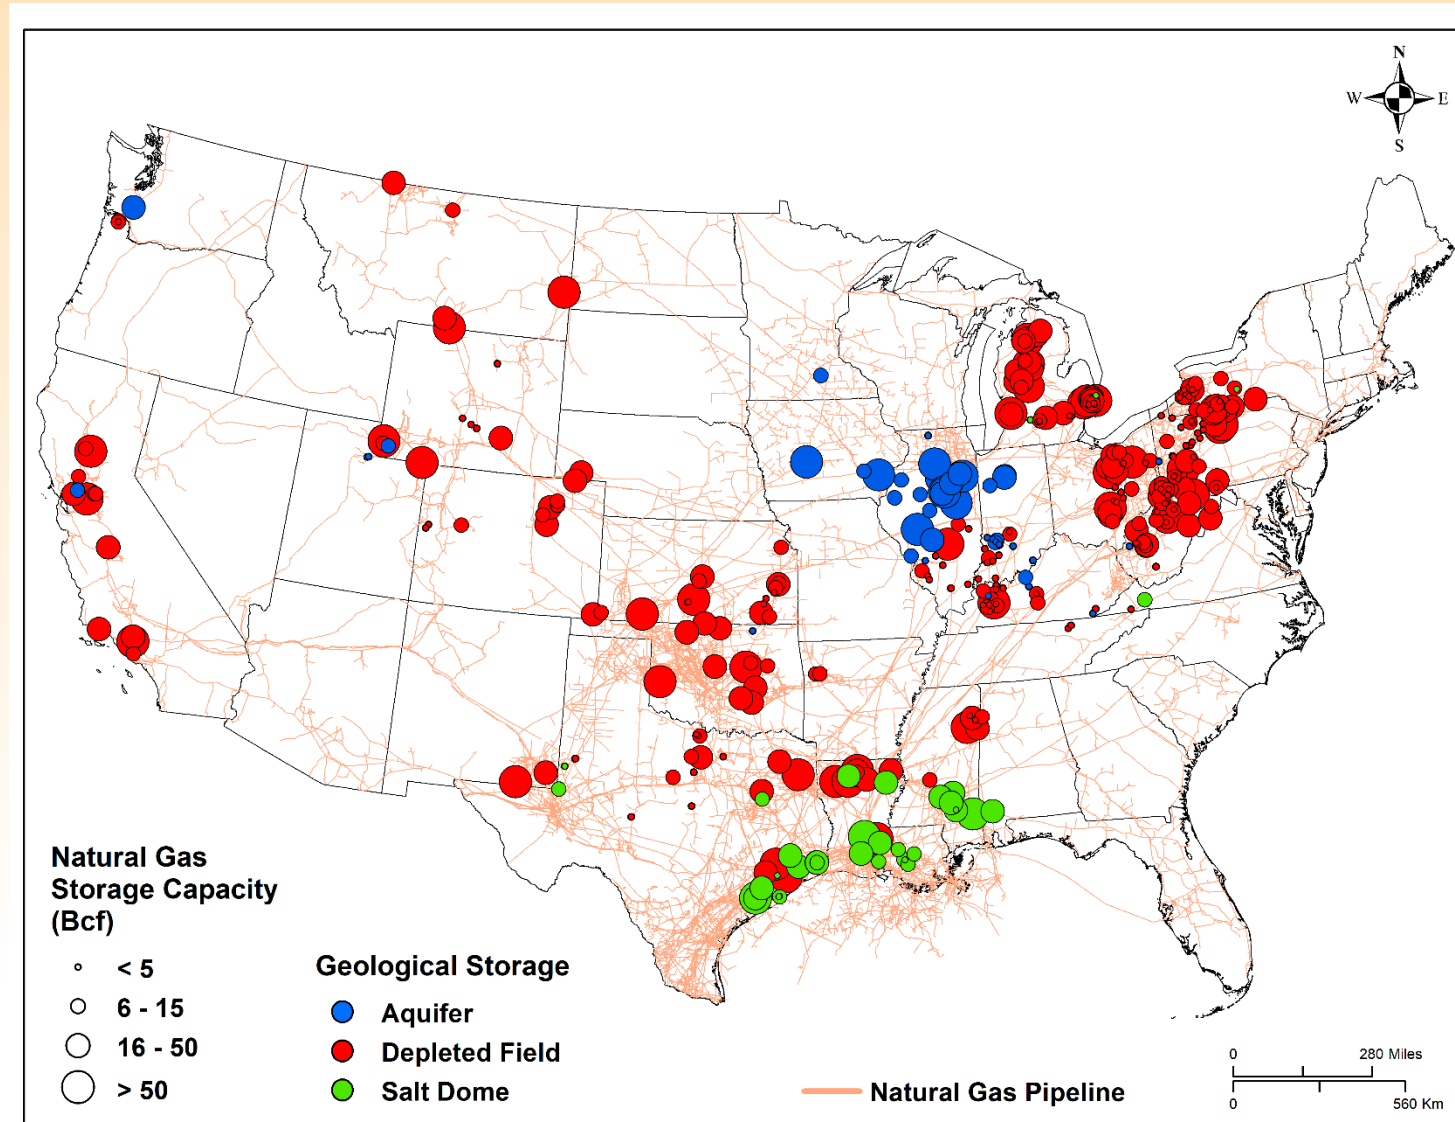 N
W E
S
Natural Gas
Storage Capacity
(Bcf)
< 5
6 - 15
16 - 50
> 50
Geological Storage
Aquifer
Depleted Field
Salt Dome
Natural Gas Pipeline
0 280 Miles
0 560 Km